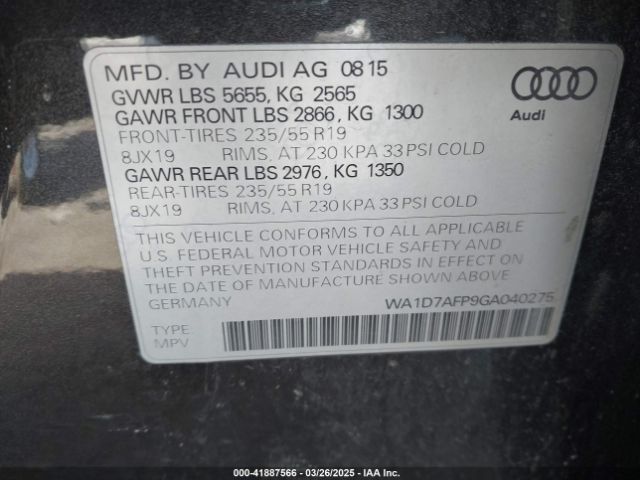 MFD. BY AUDI AG 08 15
GVWR LBS 5655, KG 2565
GAWR FRONT LBS 2866, KG 1300
FRONT-TIRES 235/55 R19
8JX19 RIMS, AT 230 KPA 33 PSI COLD
GAWR REAR LBS 2976, KG 1350
REAR-TIRES 235/55 R19
8JX19 RIMS, AT 230 KPA 33 PSI COLD
Audi
THIS VEHICLE CONFORMS TO ALL APPLICABLE
U.S. FEDERAL MOTOR VEHICLE SAFETY AND
THEFT PREVENTION STANDARDS IN EFFECT ON
THE DATE OF MANUFACTURE SHOWN ABOVE
GERMANY WA1D7AFP9GA040275
TYPE:
MPV
000-41887566 | 03/26/2025 - IAA Inc.